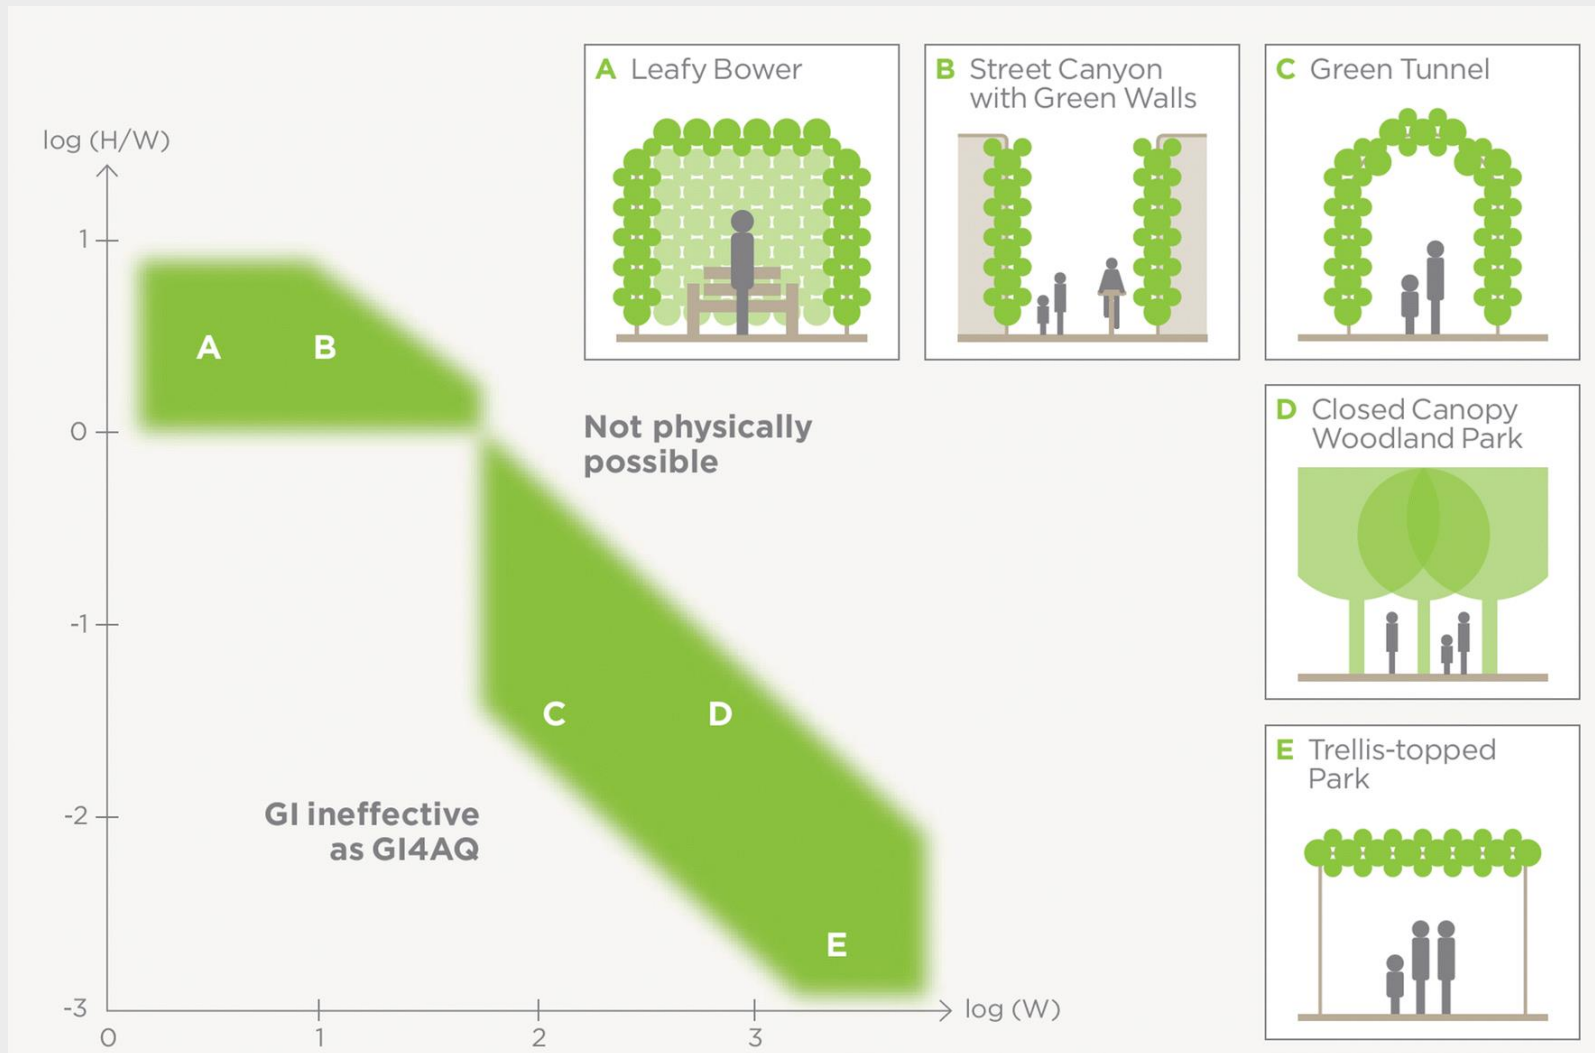 A Leafy Bower
B Street Canyon
with Green Walls
C Green Tunnel
log (H/W)
1
A
B
0
Not physically
possible
D Closed Canopy
Woodland Park
-1
C
D
E Trellis-topped
Park
-2
GI ineffective
as GI4AQ
E
-3
log (W)
0
1
2
3